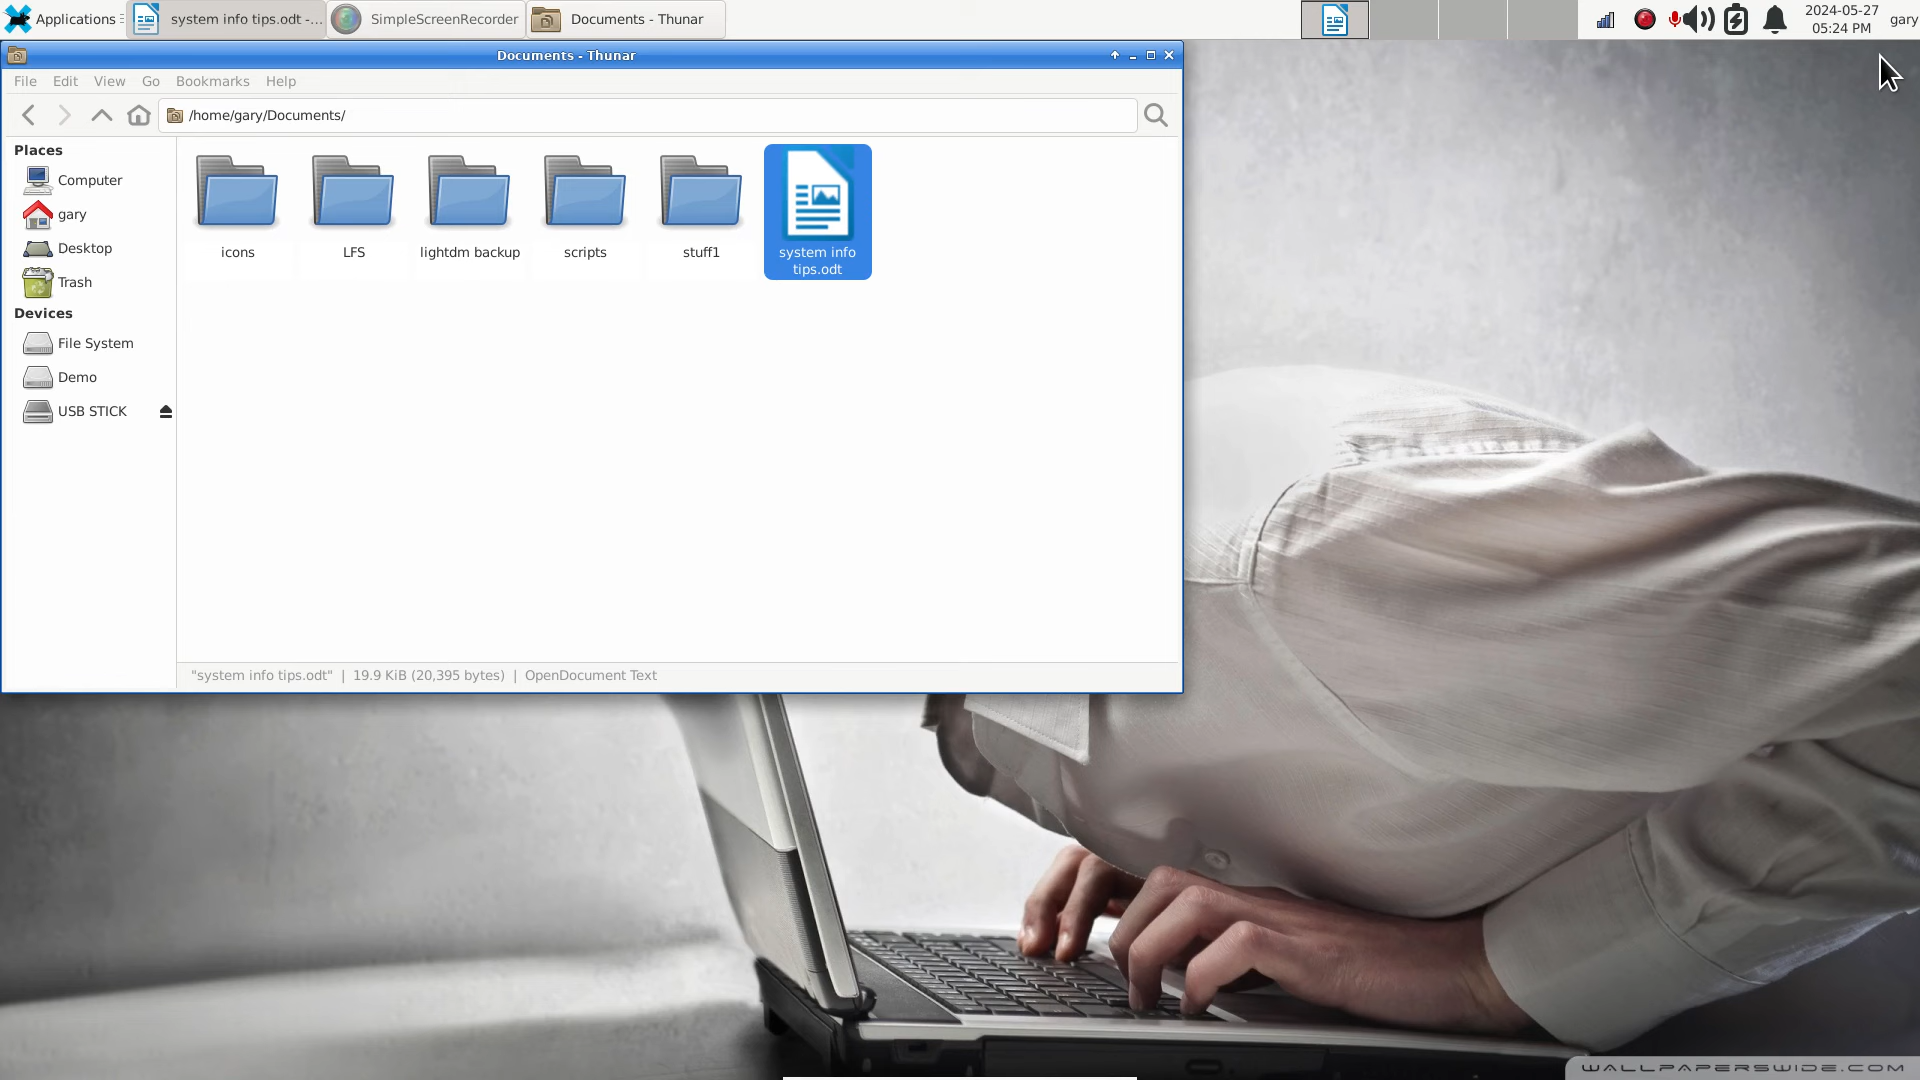 Applications
system info tips.odt -...
SimpleScreenRecorder
Documents - Thunar
2024-05-27
05:24 PM
gary
Documents - Thunar
File Edit View Go Bookmarks Help
/home/gary/Documents/
Places
Computer
gary
Desktop
Trash
Devices
File System
Demo
USB STICK
icons
LFS
lightdm backup
scripts
stuff1
system info
tips.odt
"system info tips.odt" | 19.9 KiB (20,395 bytes) | OpenDocument Text
WALLPAPERSWIDE.COM